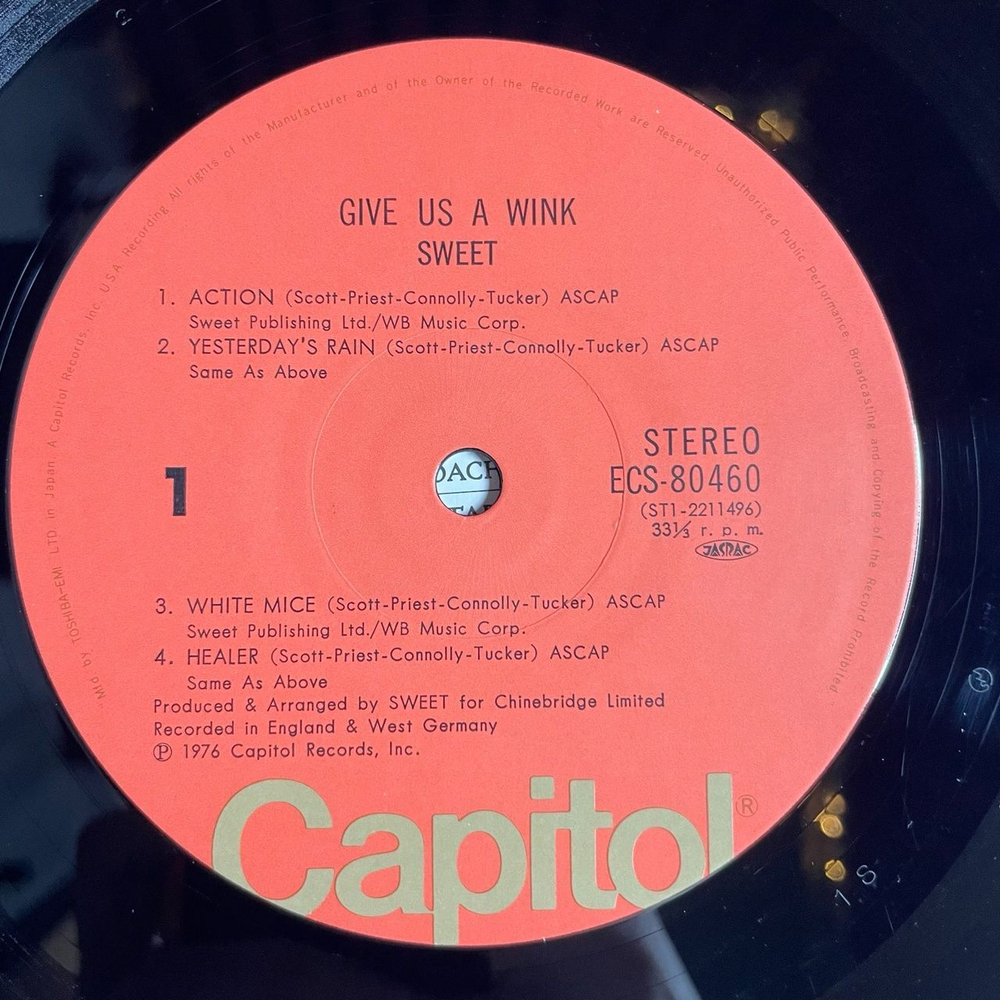 GIVE US A WINK
SWEET
1. ACTION (Scott-Priest-Connolly-Tucker) ASCAP
Sweet Publishing Ltd./WB Music Corp.
2. YESTERDAY'S RAIN (Scott-Priest-Connolly-Tucker) ASCAP
Same As Above
1
STEREO
ECS-80460
(ST1-2211496)
33⅓ r. p. m.
JASRAC
3. WHITE MICE (Scott-Priest-Connolly-Tucker) ASCAP
Sweet Publishing Ltd./WB Music Corp.
4. HEALER (Scott-Priest-Connolly-Tucker) ASCAP
Same As Above
Produced & Arranged by SWEET for Chinebridge Limited
Recorded in England & West Germany
℗ 1976 Capitol Records, Inc.
Capitol®
Mfd by TOSHIBA-EMI LTD in Japan A Capitol Records, Inc. U.S.A. Recording All rights of the Manufacturer and of the Owner of the Recorded Work are Reserved. Unauthorized Public Performance, Broadcasting and Copying of the Record Prohibited
1 S
3